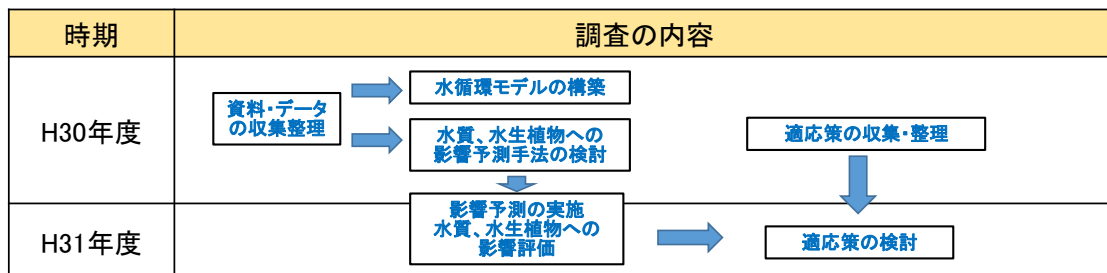 時期
調査の内容
H30年度
資料・データ
の収集整理
水循環モデルの構築
水質、水生植物への
影響予測手法の検討
適応策の収集・整理
H31年度
影響予測の実施
水質、水生植物への
影響評価
適応策の検討